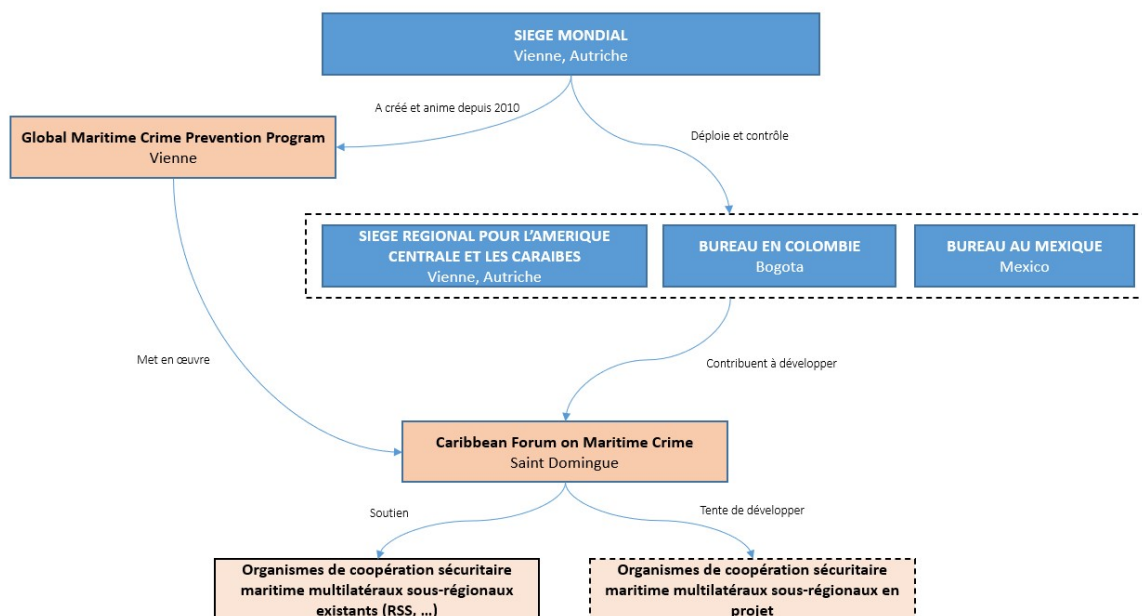 SIEGE MONDIAL
Vienne, Autriche
A créé et anime depuis 2010
Global Maritime Crime Prevention Program
Vienne
Déploie et contrôle
SIEGE REGIONAL POUR L'AMERIQUE
CENTRALE ET LES CARAIBES
Vienne, Autriche
BUREAU EN COLOMBIE
Bogota
BUREAU AU MEXIQUE
Mexico
Met en œuvre
Contribuent à développer
Caribbean Forum on Maritime Crime
Saint Domingue
Soutien
Tente de développer
Organismes de coopération sécuritaire
maritime multilatéraux sous-régionaux
existants (RSS, ...)
Organismes de coopération sécuritaire
maritime multilatéraux sous-régionaux en
projet